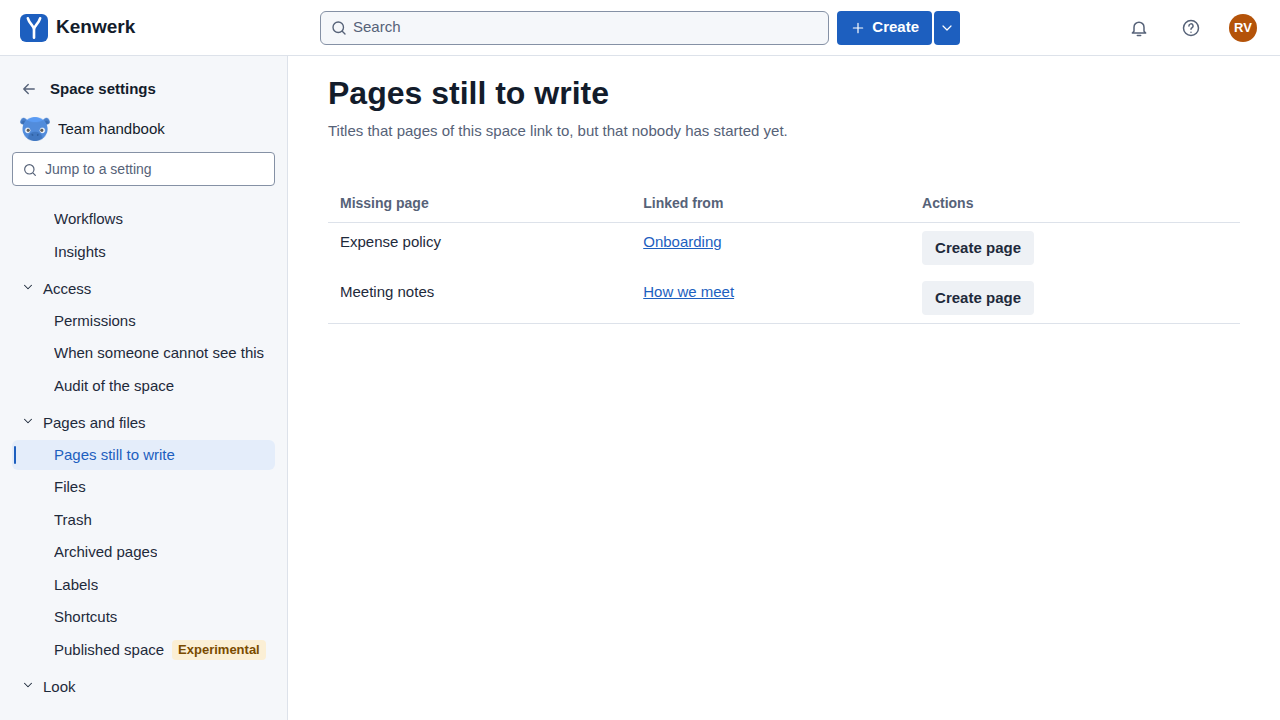 Kenwerk
Search
Create
RV
Space settings
Team handbook
Jump to a setting
Workflows
Insights
Access
Permissions
When someone cannot see this
Audit of the space
Pages and files
Pages still to write
Files
Trash
Archived pages
Labels
Shortcuts
Published space Experimental
Look
Pages still to write
Titles that pages of this space link to, but that nobody has started yet.
Missing page Linked from Actions
Expense policy Onboarding Create page
Meeting notes How we meet Create page